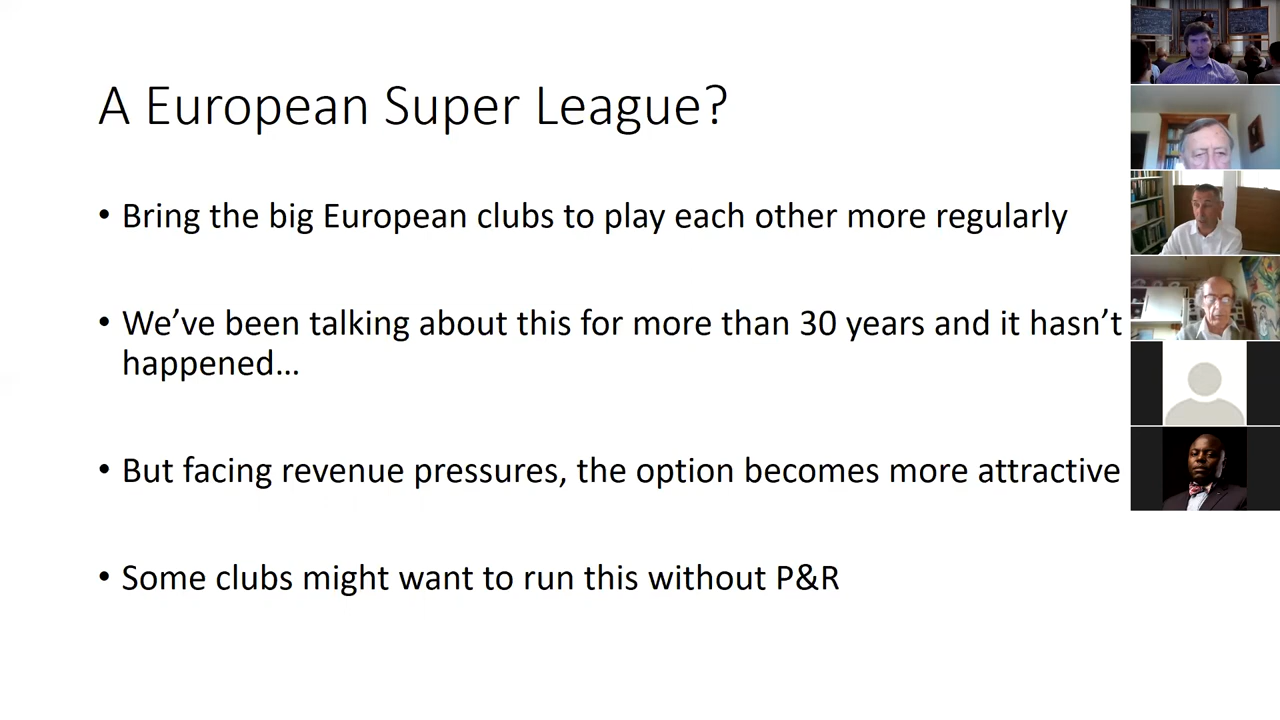 A European Super League?
• Bring the big European clubs to play each other more regularly
• We’ve been talking about this for more than 30 years and it hasn’t
happened…
• But facing revenue pressures, the option becomes more attractive
• Some clubs might want to run this without P&R